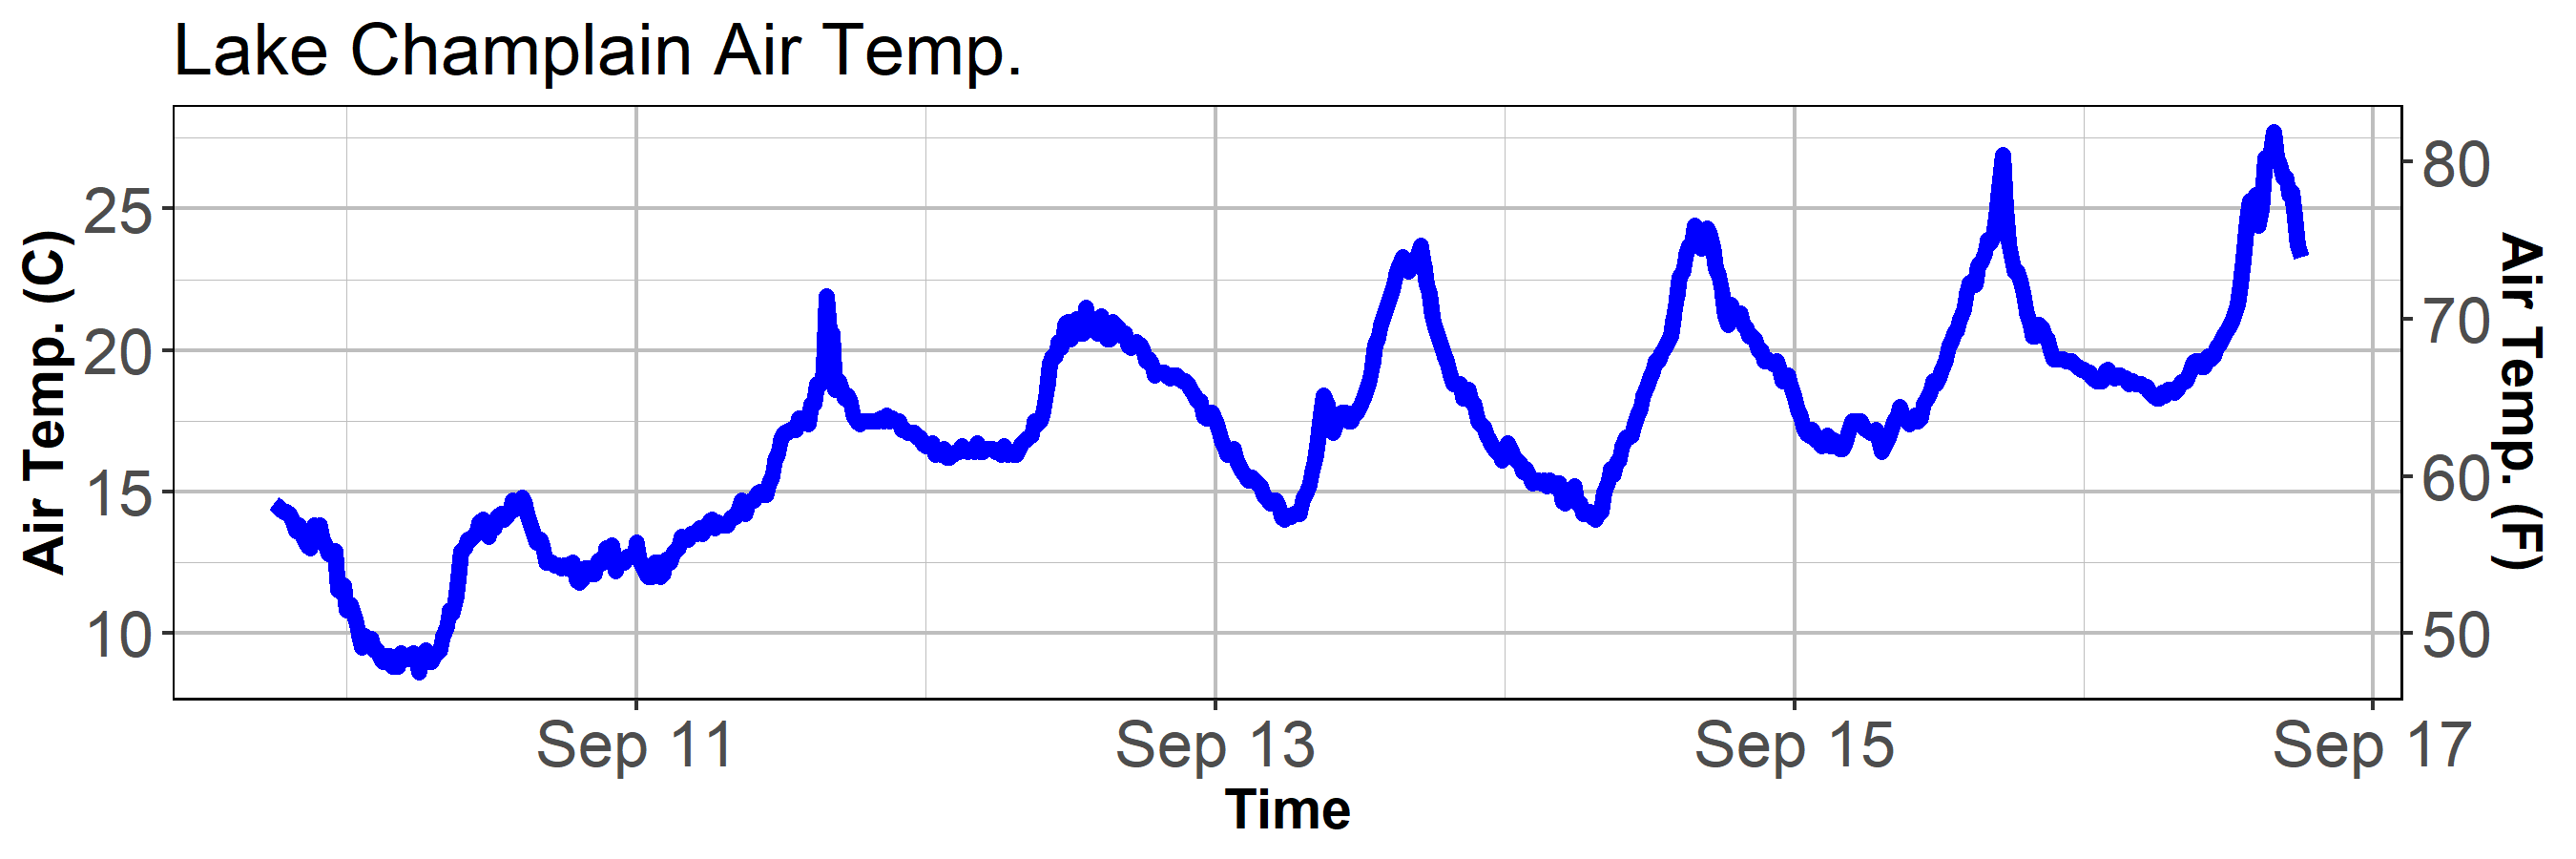 Lake Champlain Air Temp.
Air Temp. (C)
25
20
15
10
80
70
60
50
Air Temp. (F)
Sep 11 Sep 13 Sep 15 Sep 17
Time